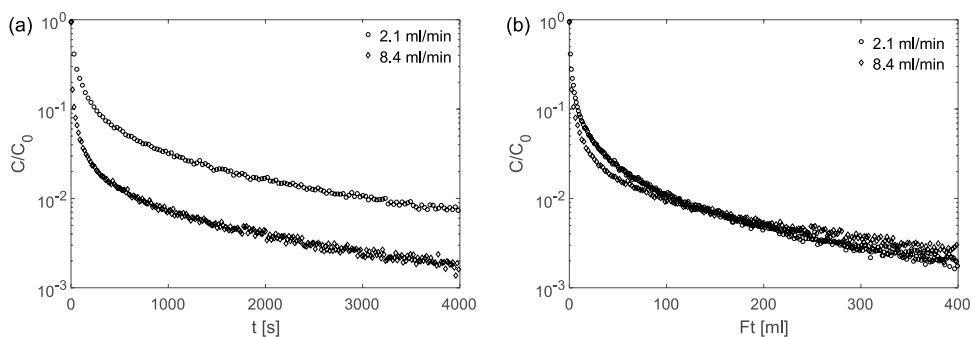 (a)
10^0
10^-1
10^-2
10^-3
C/C_0
0 1000 2000 3000 4000
t [s]
2.1 ml/min
8.4 ml/min
(b)
10^0
10^-1
10^-2
10^-3
C/C_0
0 100 200 300 400
Ft [ml]
2.1 ml/min
8.4 ml/min